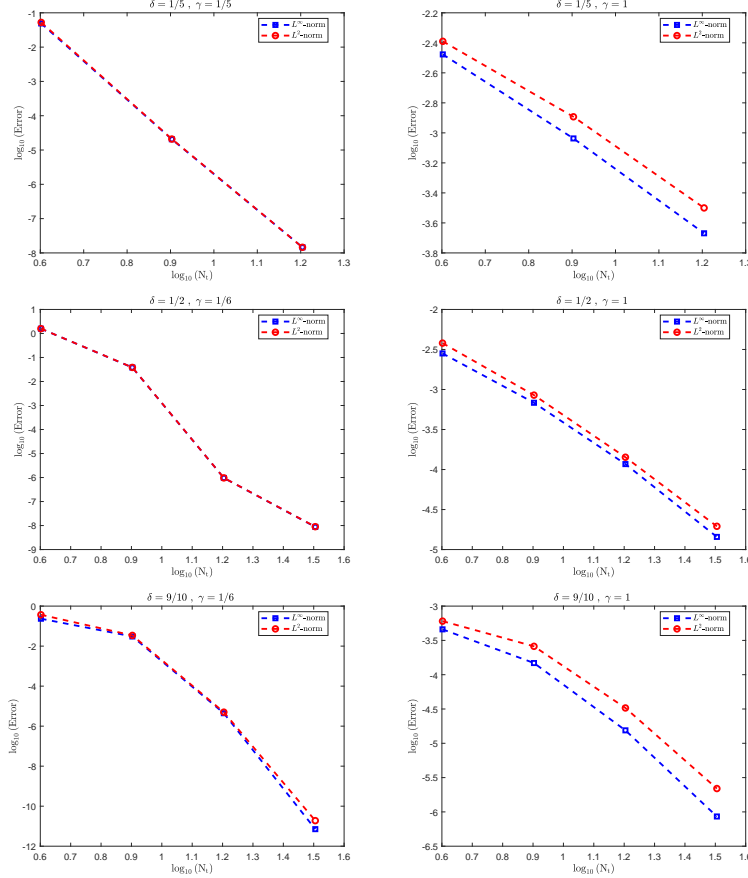 δ = 1/5 , γ = 1/5
-1
-2
-3
-4
-5
-6
-7
-8
log₁₀(Error)
L∞-norm
L²-norm
0.6 0.7 0.8 0.9 1 1.1 1.2 1.3
log₁₀(Nₜ)
δ = 1/5 , γ = 1
-2.2
-2.4
-2.6
-2.8
-3
-3.2
-3.4
-3.6
-3.8
log₁₀(Error)
L∞-norm
L²-norm
0.6 0.7 0.8 0.9 1 1.1 1.2 1.3
log₁₀(Nₜ)
δ = 1/2 , γ = 1/6
1
0
-1
-2
-3
-4
-5
-6
-7
-8
-9
log₁₀(Error)
L∞-norm
L²-norm
0.6 0.7 0.8 0.9 1 1.1 1.2 1.3 1.4 1.5 1.6
log₁₀(Nₜ)
δ = 1/2 , γ = 1
-2
-2.5
-3
-3.5
-4
-4.5
-5
log₁₀(Error)
L∞-norm
L²-norm
0.6 0.7 0.8 0.9 1 1.1 1.2 1.3 1.4 1.5 1.6
log₁₀(Nₜ)
δ = 9/10 , γ = 1/6
0
-2
-4
-6
-8
-10
-12
log₁₀(Error)
L∞-norm
L²-norm
0.6 0.7 0.8 0.9 1 1.1 1.2 1.3 1.4 1.5 1.6
log₁₀(Nₜ)
δ = 9/10 , γ = 1
-3
-3.5
-4
-4.5
-5
-5.5
-6
-6.5
log₁₀(Error)
L∞-norm
L²-norm
0.6 0.7 0.8 0.9 1 1.1 1.2 1.3 1.4 1.5 1.6
log₁₀(Nₜ)